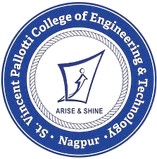 St. Vincent Pallotti College of Engineering & Technology
Nagpur
ARISE & SHINE